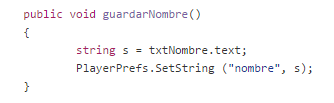 public void guardarNombre()
{
string s = txtNombre.text;
PlayerPrefs.SetString ("nombre", s);
}